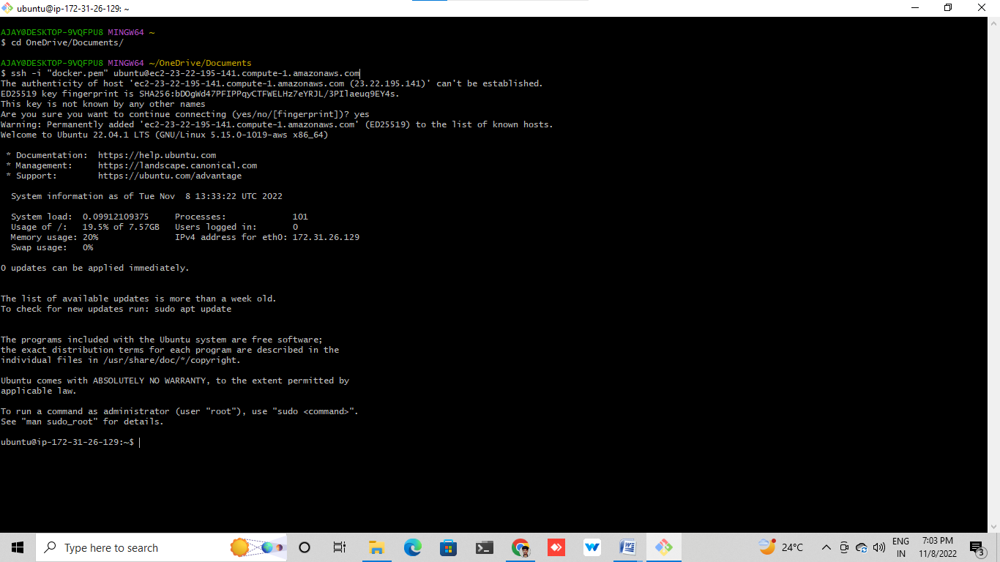 ubuntu@ip-172-31-26-129: ~
AJAY@DESKTOP-9VQFPU8 MINGW64 ~
$ cd OneDrive/Documents/
AJAY@DESKTOP-9VQFPU8 MINGW64 ~/OneDrive/Documents
$ ssh -i "docker.pem" ubuntu@ec2-23-22-195-141.compute-1.amazonaws.com
The authenticity of host 'ec2-23-22-195-141.compute-1.amazonaws.com (23.22.195.141)' can't be established.
ED25519 key fingerprint is SHA256:bDOgWd47PFIPPqyCTFWELHz7eYRJL/3PIlaeuq9EY4s.
This key is not known by any other names
Are you sure you want to continue connecting (yes/no/[fingerprint])? yes
Warning: Permanently added 'ec2-23-22-195-141.compute-1.amazonaws.com' (ED25519) to the list of known hosts.
Welcome to Ubuntu 22.04.1 LTS (GNU/Linux 5.15.0-1019-aws x86_64)
* Documentation:  https://help.ubuntu.com
* Management:     https://landscape.canonical.com
* Support:        https://ubuntu.com/advantage
System information as of Tue Nov  8 13:33:22 UTC 2022
System load:  0.09912109375     Processes:             101
Usage of /:   19.5% of 7.57GB   Users logged in:       0
Memory usage: 20%               IPv4 address for eth0: 172.31.26.129
Swap usage:   0%
0 updates can be applied immediately.
The list of available updates is more than a week old.
To check for new updates run: sudo apt update
The programs included with the Ubuntu system are free software;
the exact distribution terms for each program are described in the
individual files in /usr/share/doc/*/copyright.
Ubuntu comes with ABSOLUTELY NO WARRANTY, to the extent permitted by
applicable law.
To run a command as administrator (user "root"), use "sudo <command>".
See "man sudo_root" for details.
ubuntu@ip-172-31-26-129:~$
Type here to search
24°C
ENG
IN
7:03 PM
11/8/2022
3